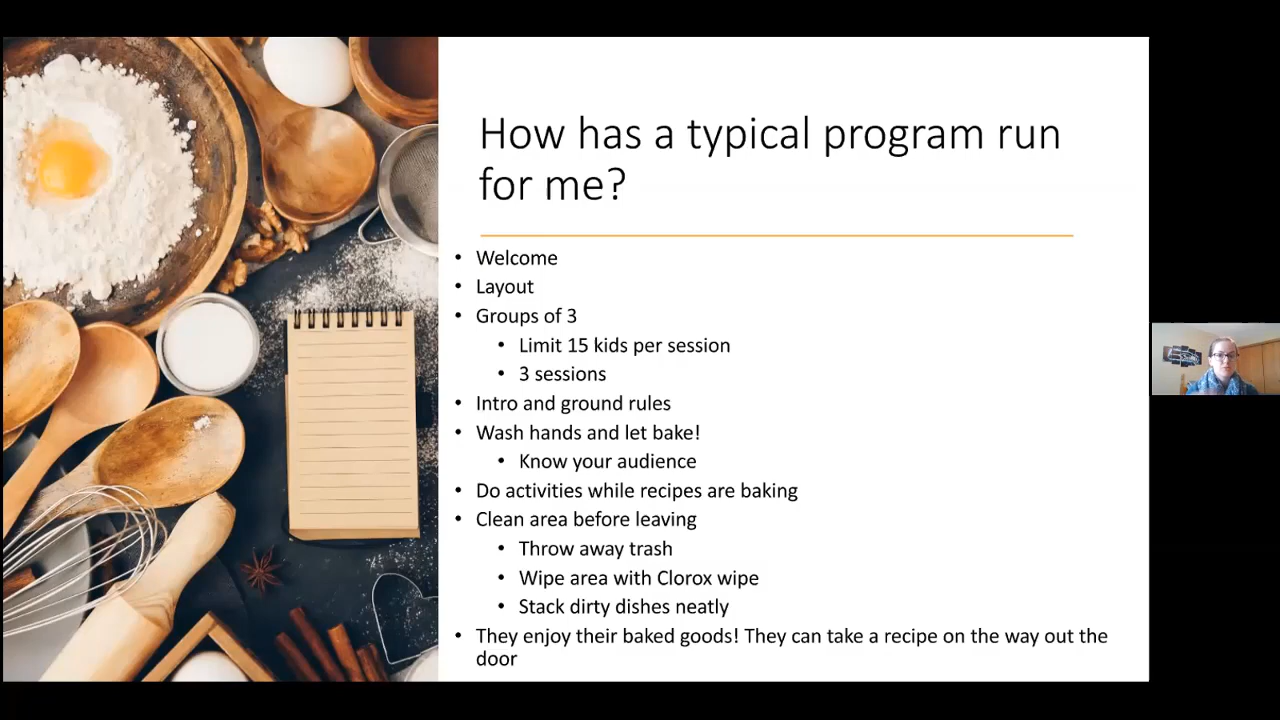 How has a typical program run
for me?
• Welcome
• Layout
• Groups of 3
• Limit 15 kids per session
• 3 sessions
• Intro and ground rules
• Wash hands and let bake!
• Know your audience
• Do activities while recipes are baking
• Clean area before leaving
• Throw away trash
• Wipe area with Clorox wipe
• Stack dirty dishes neatly
• They enjoy their baked goods! They can take a recipe on the way out the
door